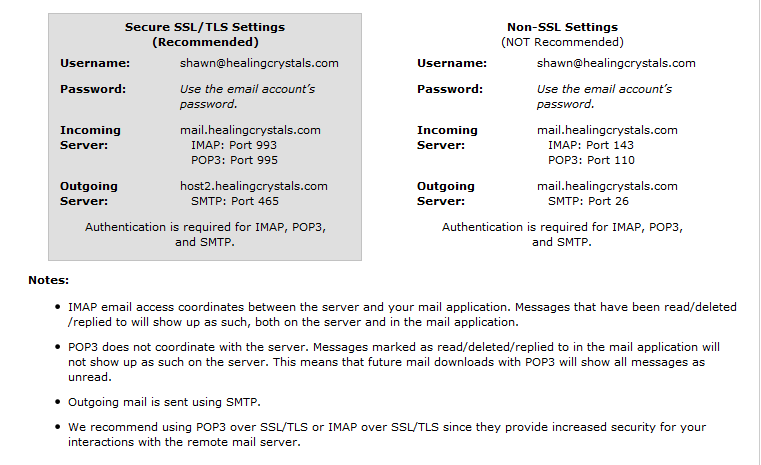 Secure SSL/TLS Settings
(Recommended)
Username: shawn@healingcrystals.com
Password: Use the email account's
password.
Incoming mail.healingcrystals.com
Server: IMAP: Port 993
POP3: Port 995
Outgoing host2.healingcrystals.com
Server: SMTP: Port 465
Authentication is required for IMAP, POP3,
and SMTP.
Non-SSL Settings
(NOT Recommended)
Username: shawn@healingcrystals.com
Password: Use the email account's
password.
Incoming mail.healingcrystals.com
Server: IMAP: Port 143
POP3: Port 110
Outgoing mail.healingcrystals.com
Server: SMTP: Port 26
Authentication is required for IMAP, POP3,
and SMTP.
Notes:
• IMAP email access coordinates between the server and your mail application. Messages that have been read/deleted
/replied to will show up as such, both on the server and in the mail application.
• POP3 does not coordinate with the server. Messages marked as read/deleted/replied to in the mail application will
not show up as such on the server. This means that future mail downloads with POP3 will show all messages as
unread.
• Outgoing mail is sent using SMTP.
• We recommend using POP3 over SSL/TLS or IMAP over SSL/TLS since they provide increased security for your
interactions with the remote mail server.